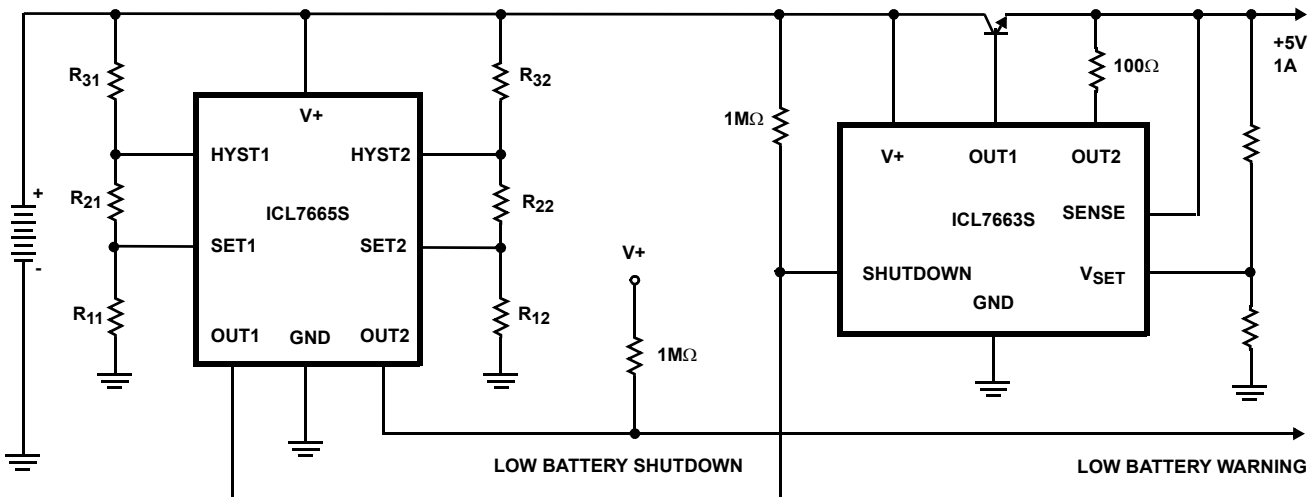 +5V
1A
R31
R32
100Ω
V+
1MΩ
HYST1
HYST2
V+
OUT1
OUT2
+
R21
ICL7665S
R22
ICL7663S
SENSE
SET1
SET2
V+
-
SHUTDOWN
VSET
R11
R12
GND
OUT1
GND
OUT2
1MΩ
LOW BATTERY SHUTDOWN
LOW BATTERY WARNING